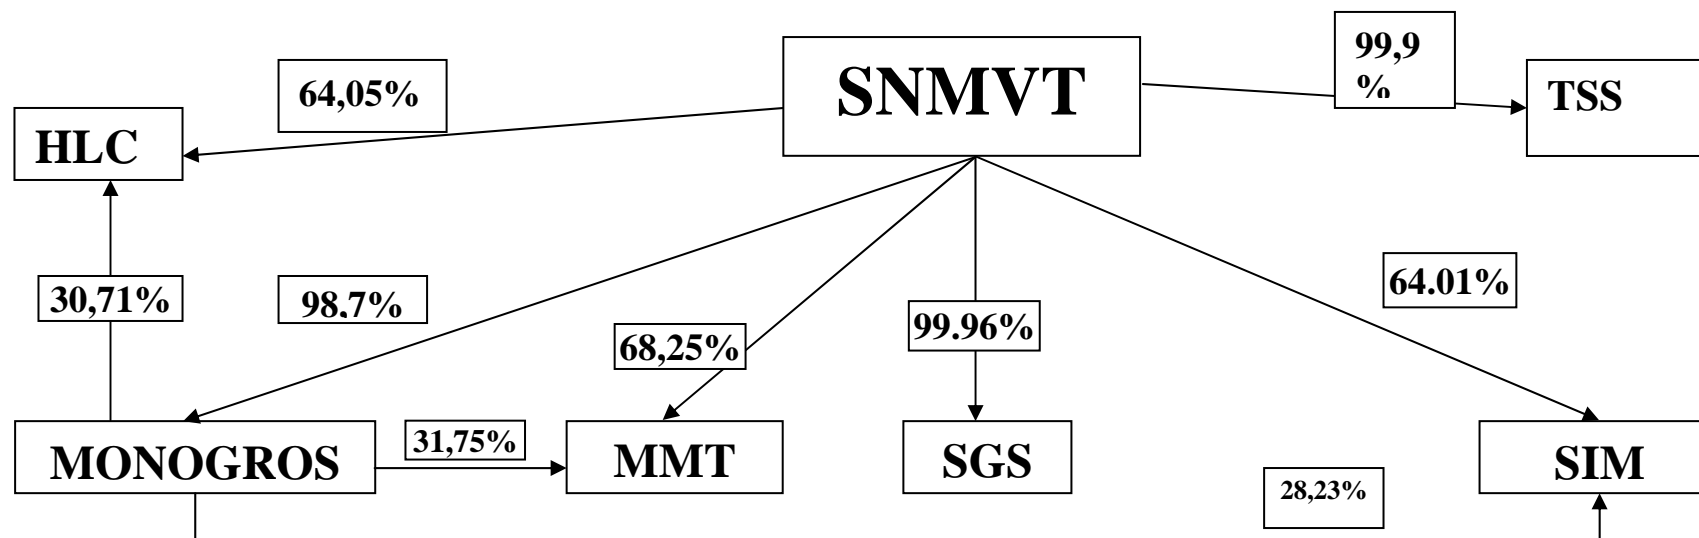 SNMVT
99,9
%
TSS
64,05%
HLC
30,71%
98,7%
68,25%
99.96%
64.01%
MONOGROS
31,75%
MMT
SGS
28,23%
SIM